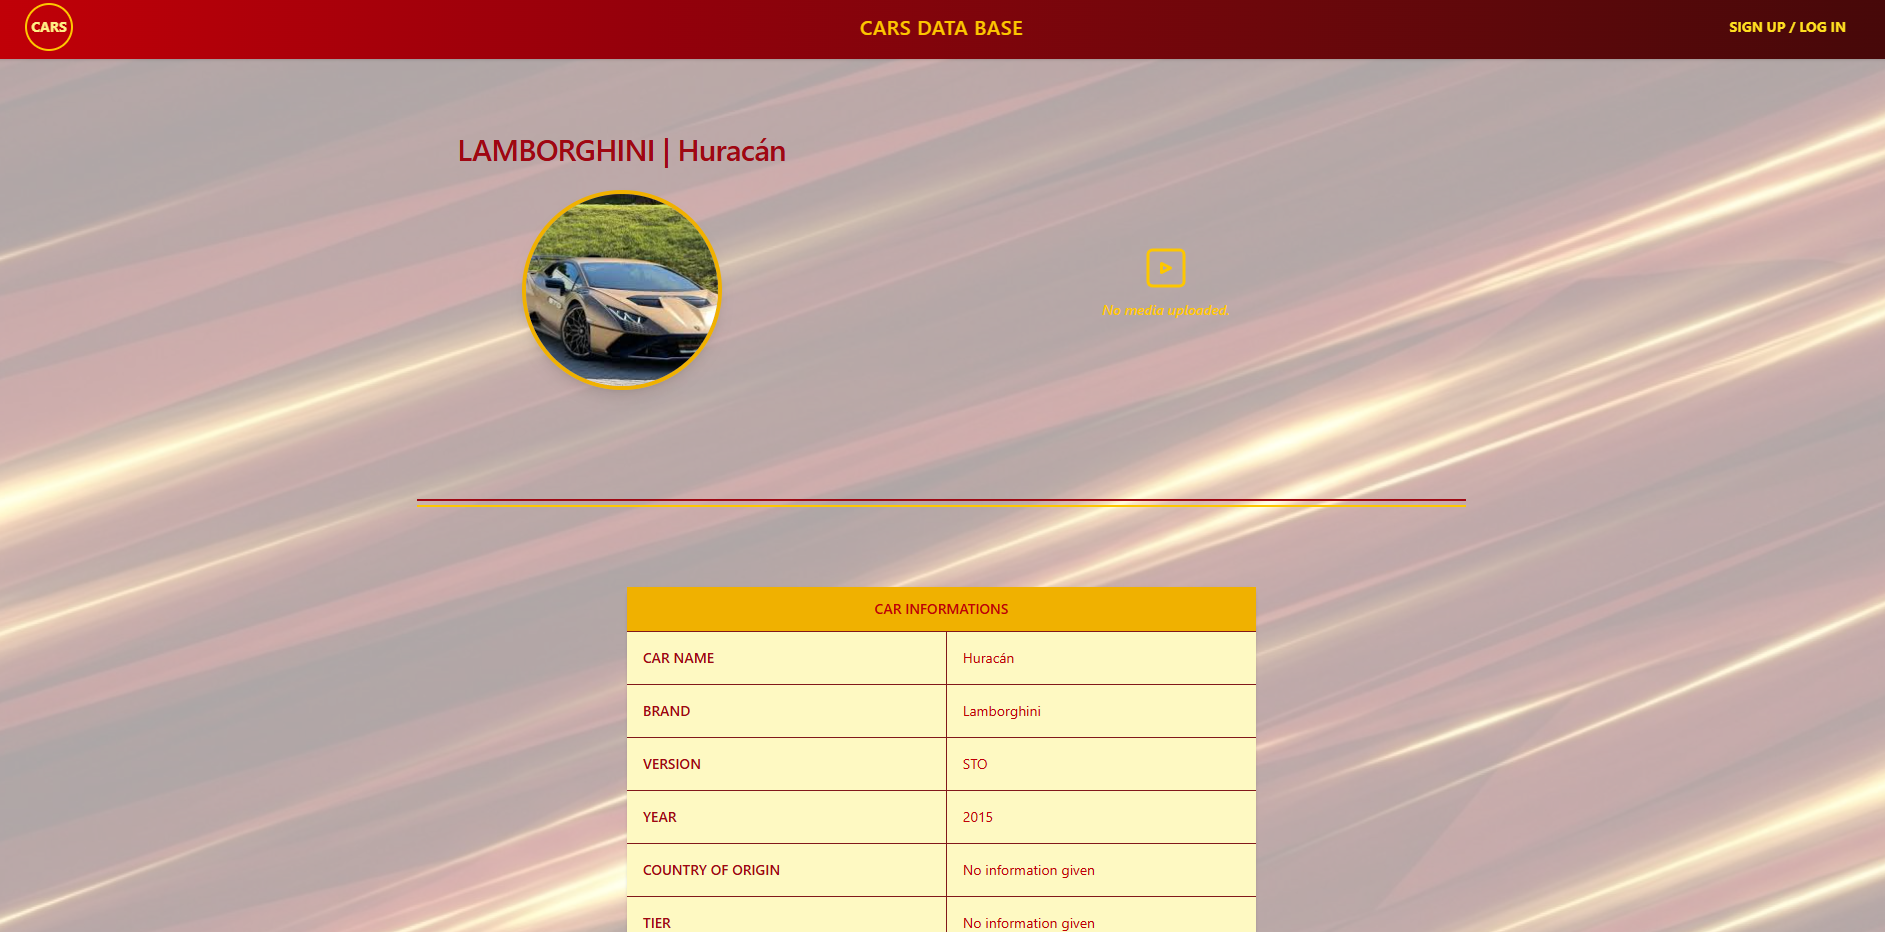 CARS
CARS DATA BASE
SIGN UP / LOG IN
LAMBORGHINI | Huracán
STO
No media uploaded.
CAR INFORMATIONS
CAR NAME Huracán
BRAND Lamborghini
VERSION STO
YEAR 2015
COUNTRY OF ORIGIN No information given
TIER No information given